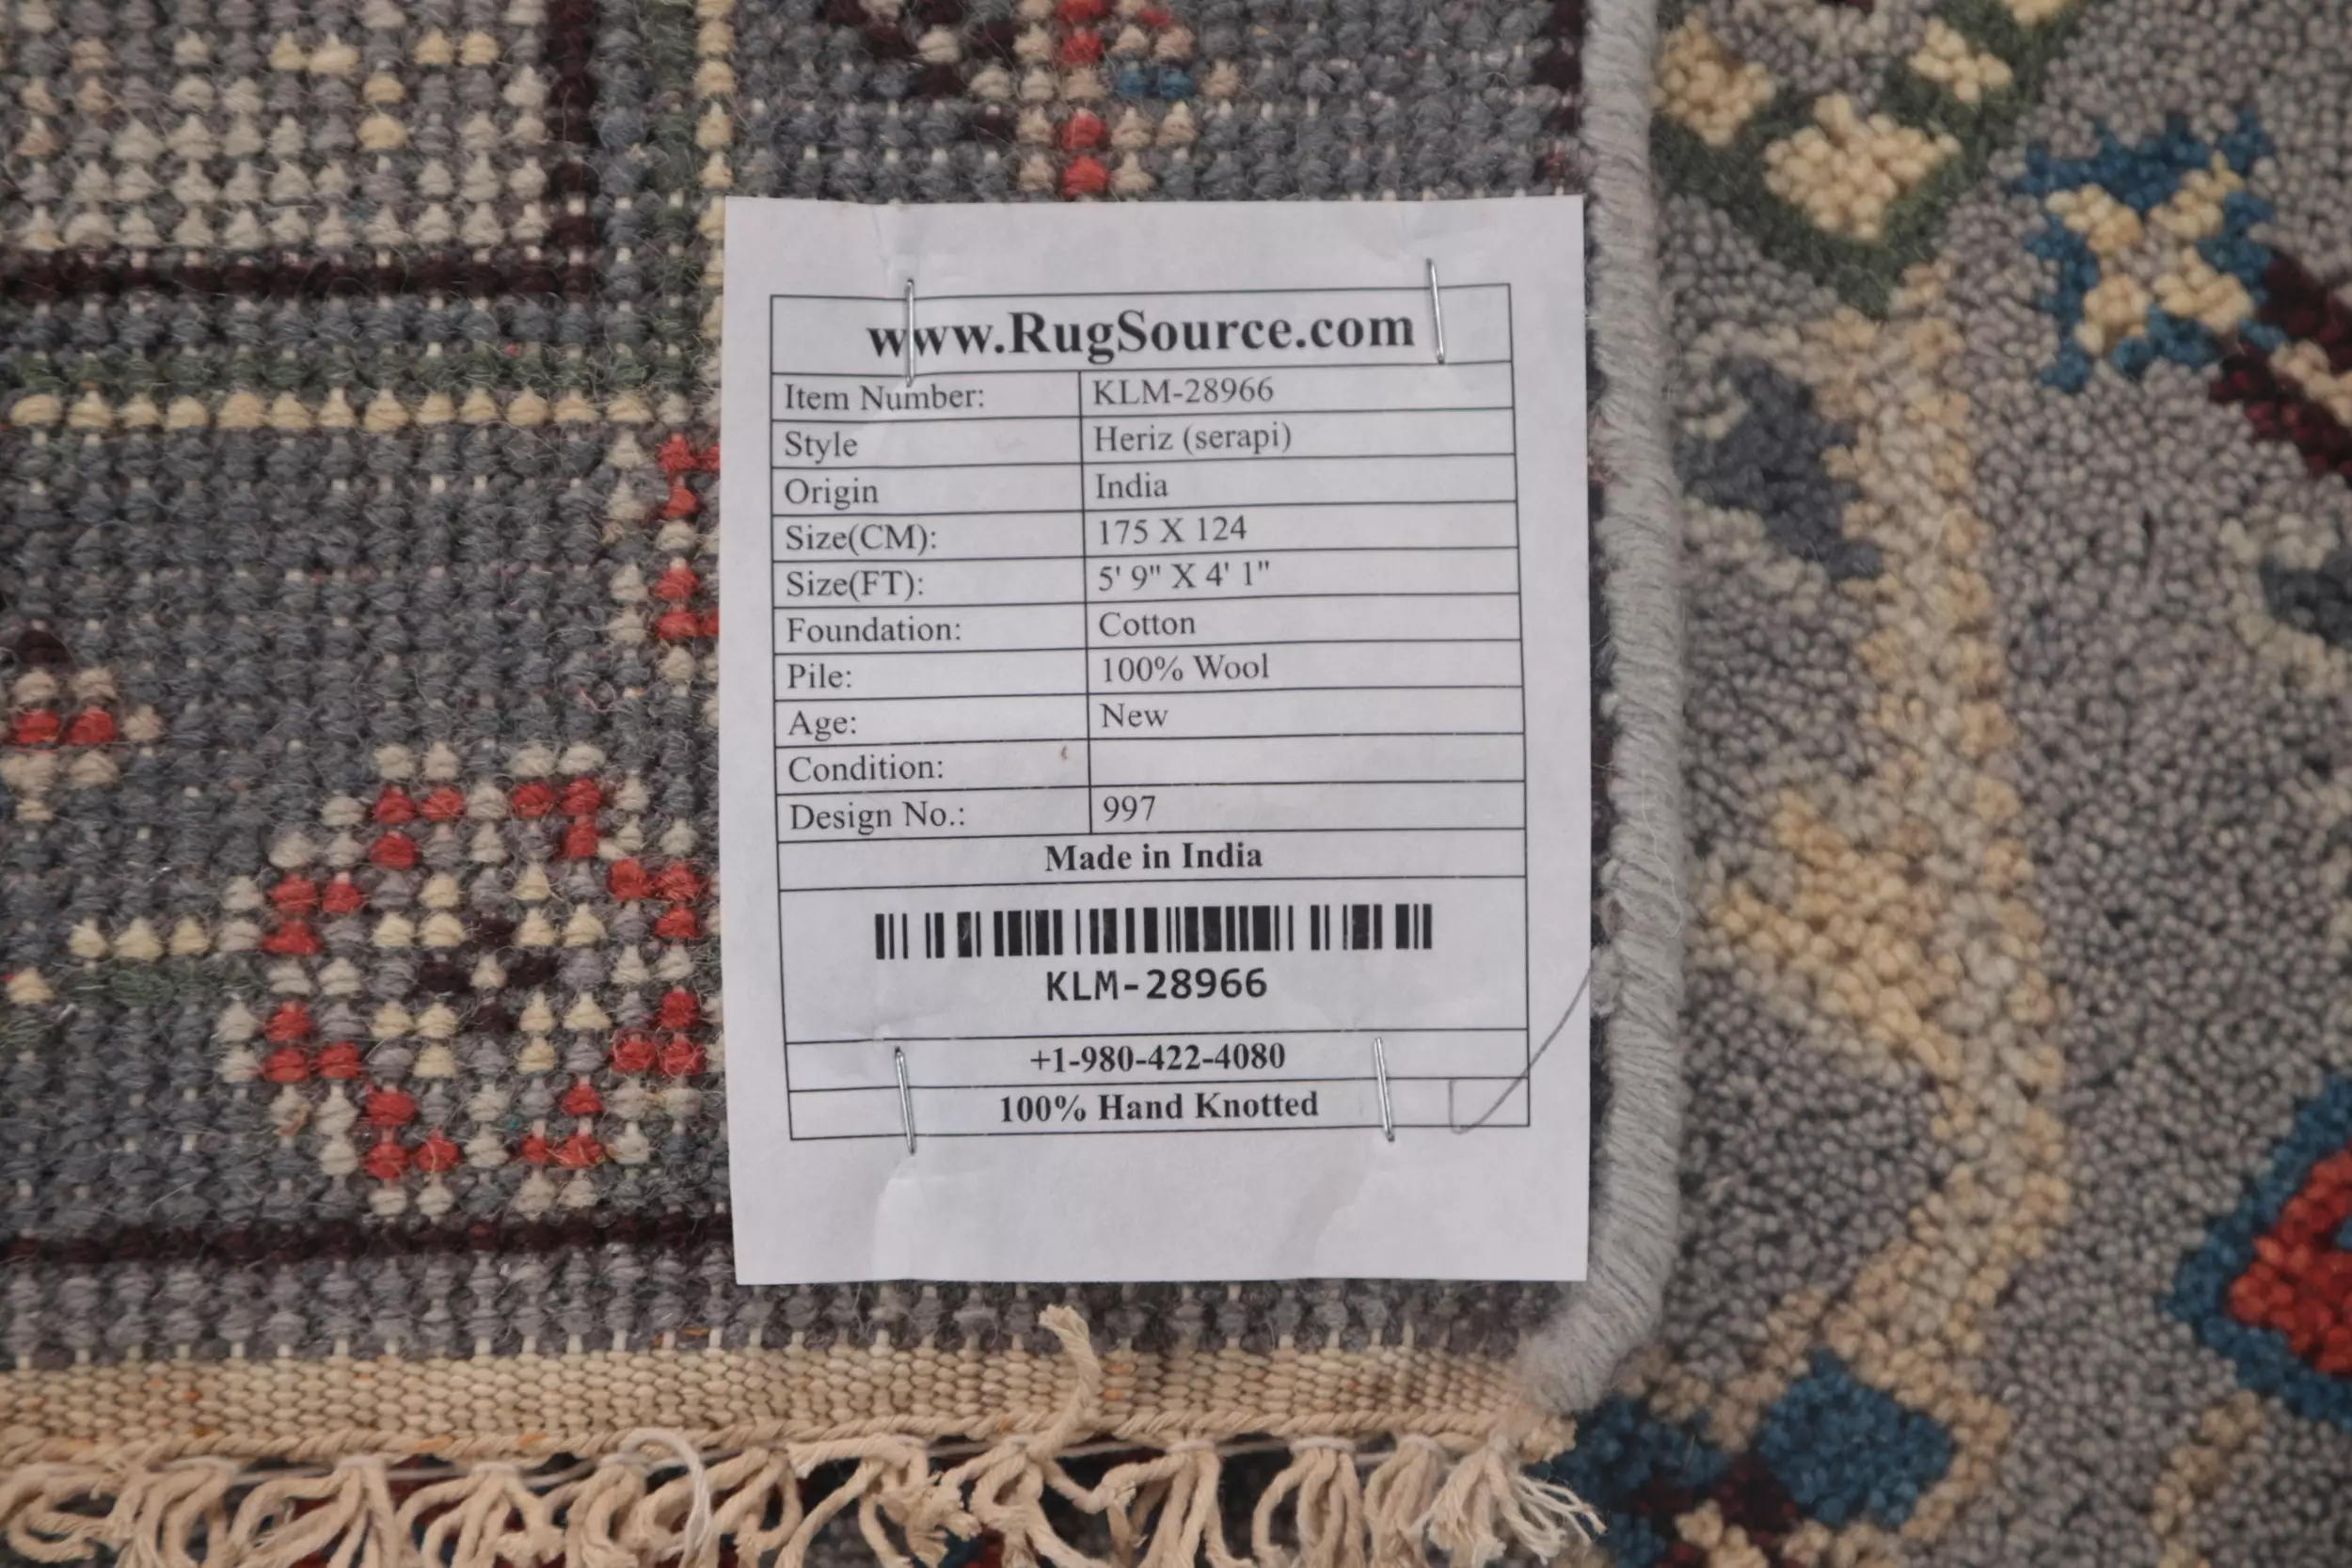 www.RugSource.com
Item Number: KLM-28966
Style Heriz (serapi)
Origin India
Size(CM): 175 X 124
Size(FT): 5' 9" X 4' 1"
Foundation: Cotton
Pile: 100% Wool
Age: New
Condition:
Design No.: 997
Made in India
KLM-28966
+1-980-422-4080
100% Hand Knotted